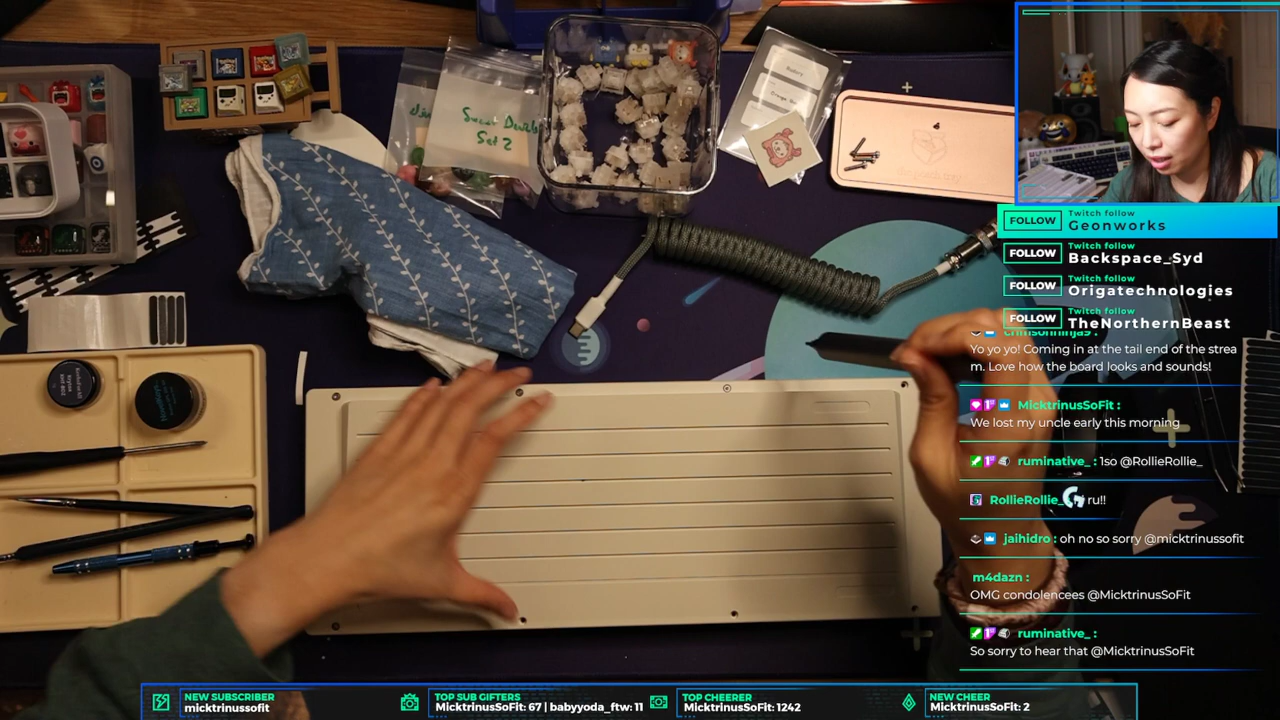 Sweet Devils
Set 2
FOLLOW
Twitch follow
Geonworks
FOLLOW
Twitch follow
Backspace_Syd
FOLLOW
Twitch follow
Origatechnologies
FOLLOW
Twitch follow
TheNorthernBeast
crimsonninja9 :
Yo yo yo! Coming in at the tail end of the strea
m. Love how the board looks and sounds!
MicktrinusSoFit :
We lost my uncle early this morning
ruminative_ : !so @RollieRollie_
RollieRollie_ ru!!
jaihidro : oh no so sorry @micktrinussofit
m4dazn :
OMG condolencees @MicktrinusSoFit
ruminative_ :
So sorry to hear that @MicktrinusSoFit
NEW SUBSCRIBER
micktrinussofit
TOP SUB GIFTERS
MicktrinusSoFit: 67 | babyyoda_ftw: 11
TOP CHEERER
MicktrinusSoFit: 1242
NEW CHEER
MicktrinusSoFit: 2